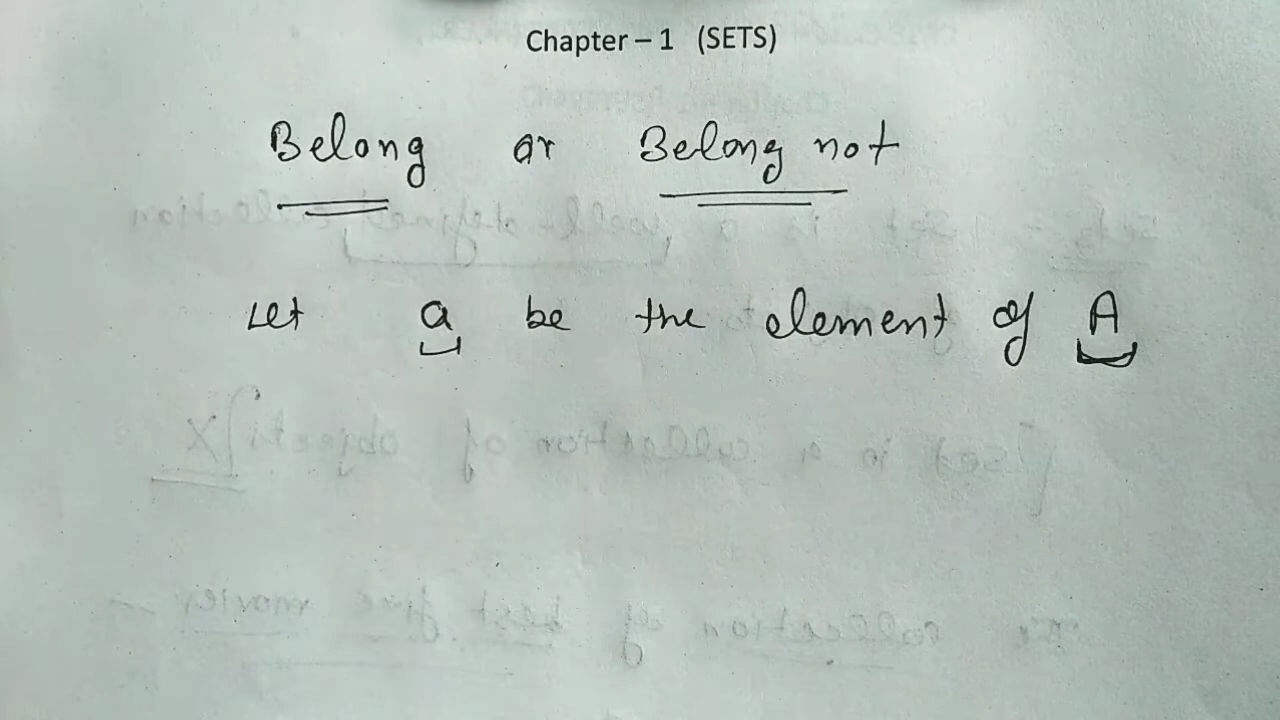 Chapter – 1 (SETS)
Belong or Belong not
Let a be the element of A